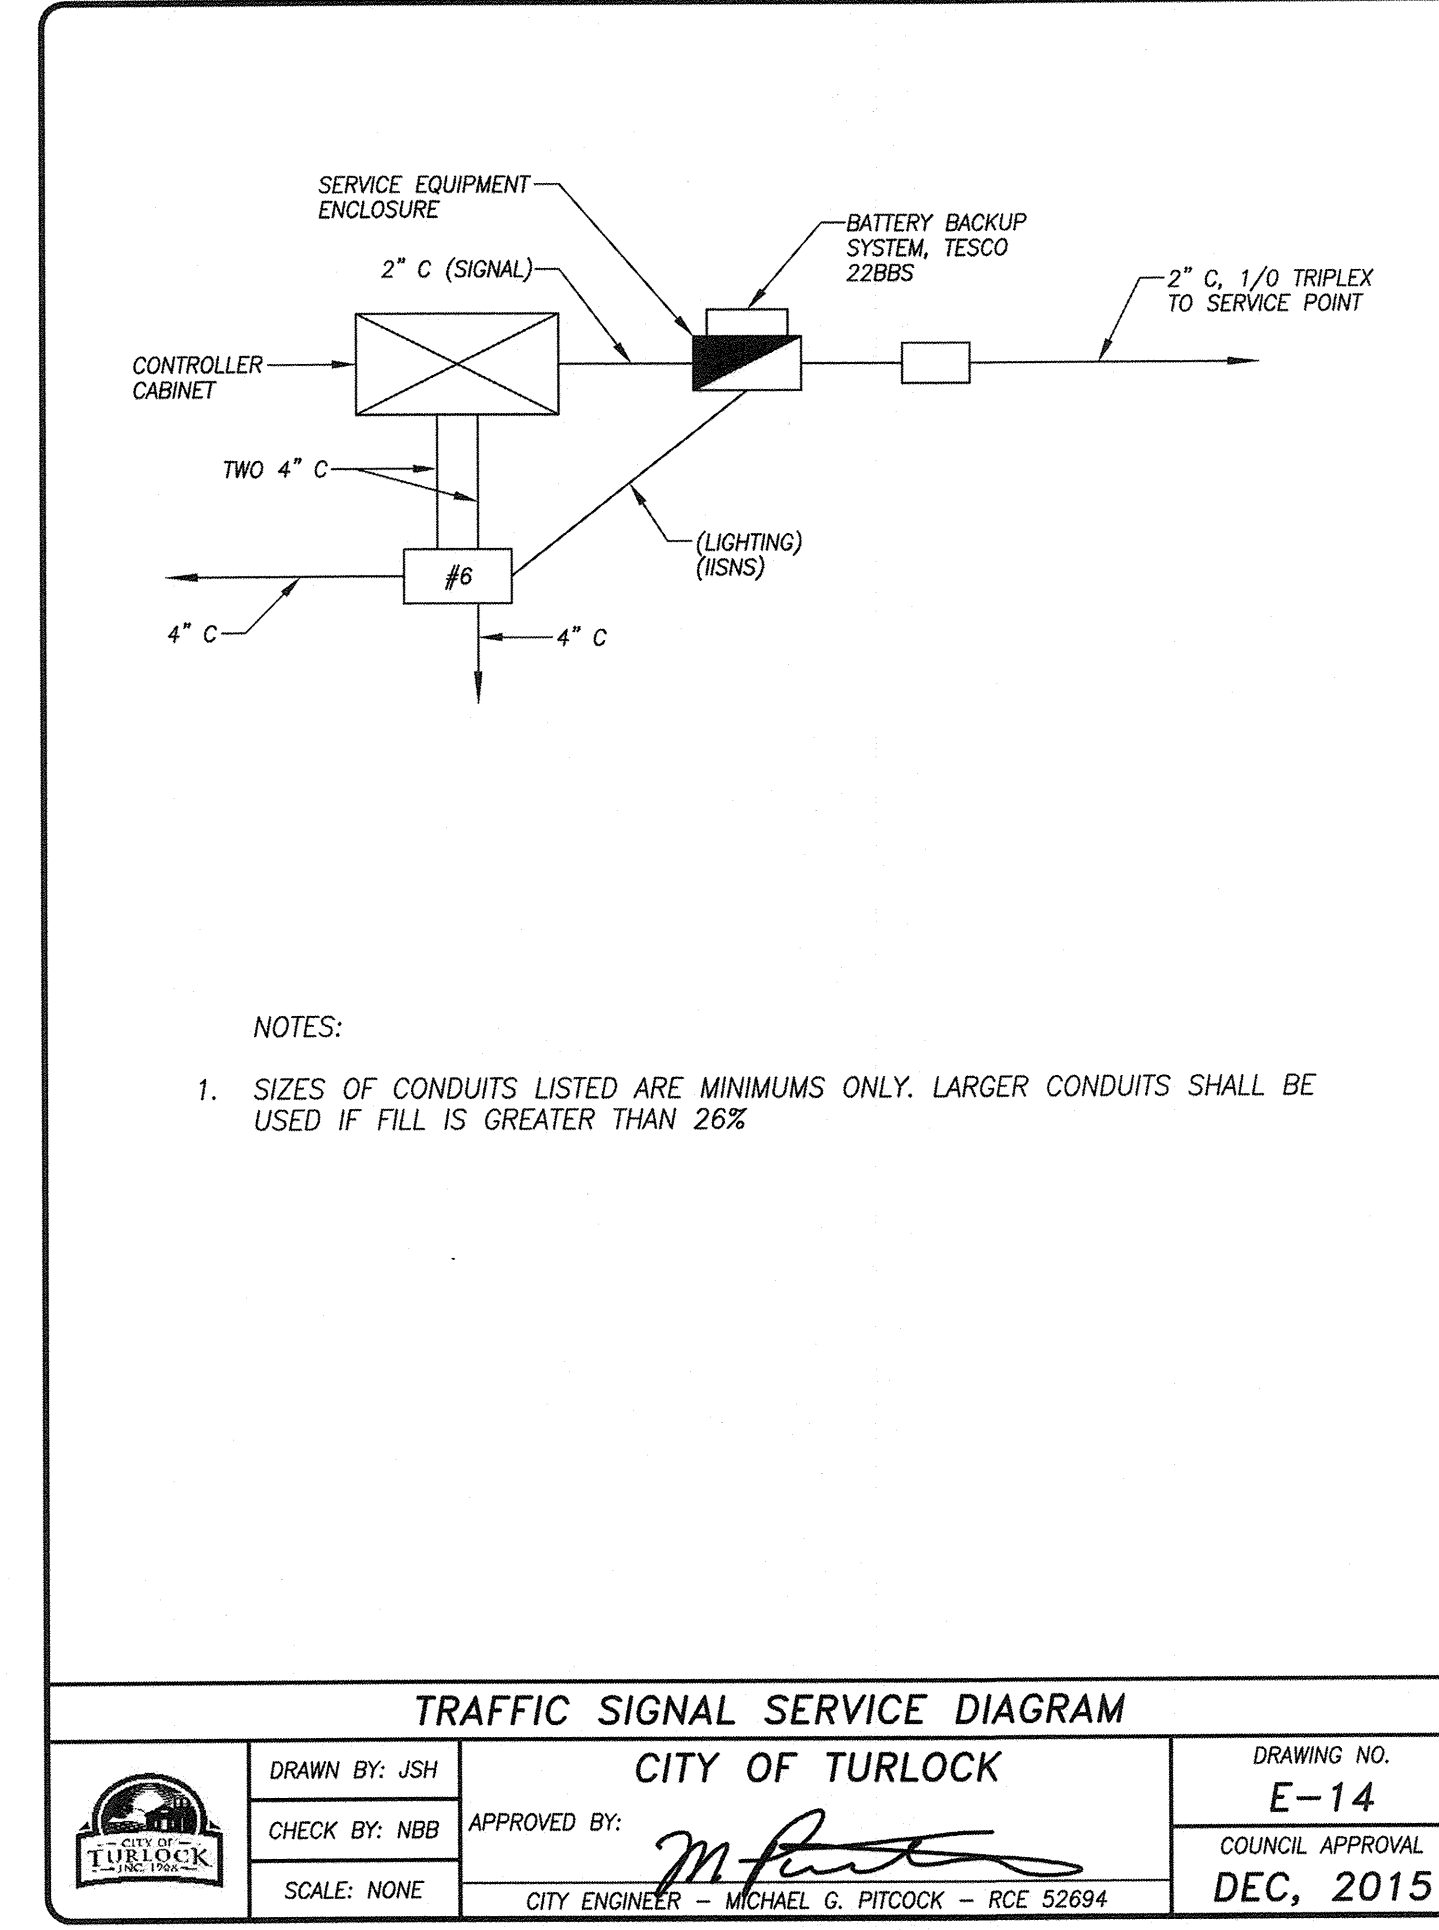 SERVICE EQUIPMENT
ENCLOSURE
BATTERY BACKUP
SYSTEM, TESCO
22BBS
2" C (SIGNAL)
2" C, 1/0 TRIPLEX
TO SERVICE POINT
CONTROLLER
CABINET
TWO 4" C
(LIGHTING)
(IISNS)
#6
4" C
4" C
NOTES:
1. SIZES OF CONDUITS LISTED ARE MINIMUMS ONLY. LARGER CONDUITS SHALL BE
USED IF FILL IS GREATER THAN 26%
TRAFFIC SIGNAL SERVICE DIAGRAM
CITY OF
TURLOCK
INC. 1908
DRAWN BY: JSH
CHECK BY: NBB
SCALE: NONE
CITY OF TURLOCK
APPROVED BY:
CITY ENGINEER – MICHAEL G. PITCOCK – RCE 52694
DRAWING NO.
E–14
COUNCIL APPROVAL
DEC, 2015